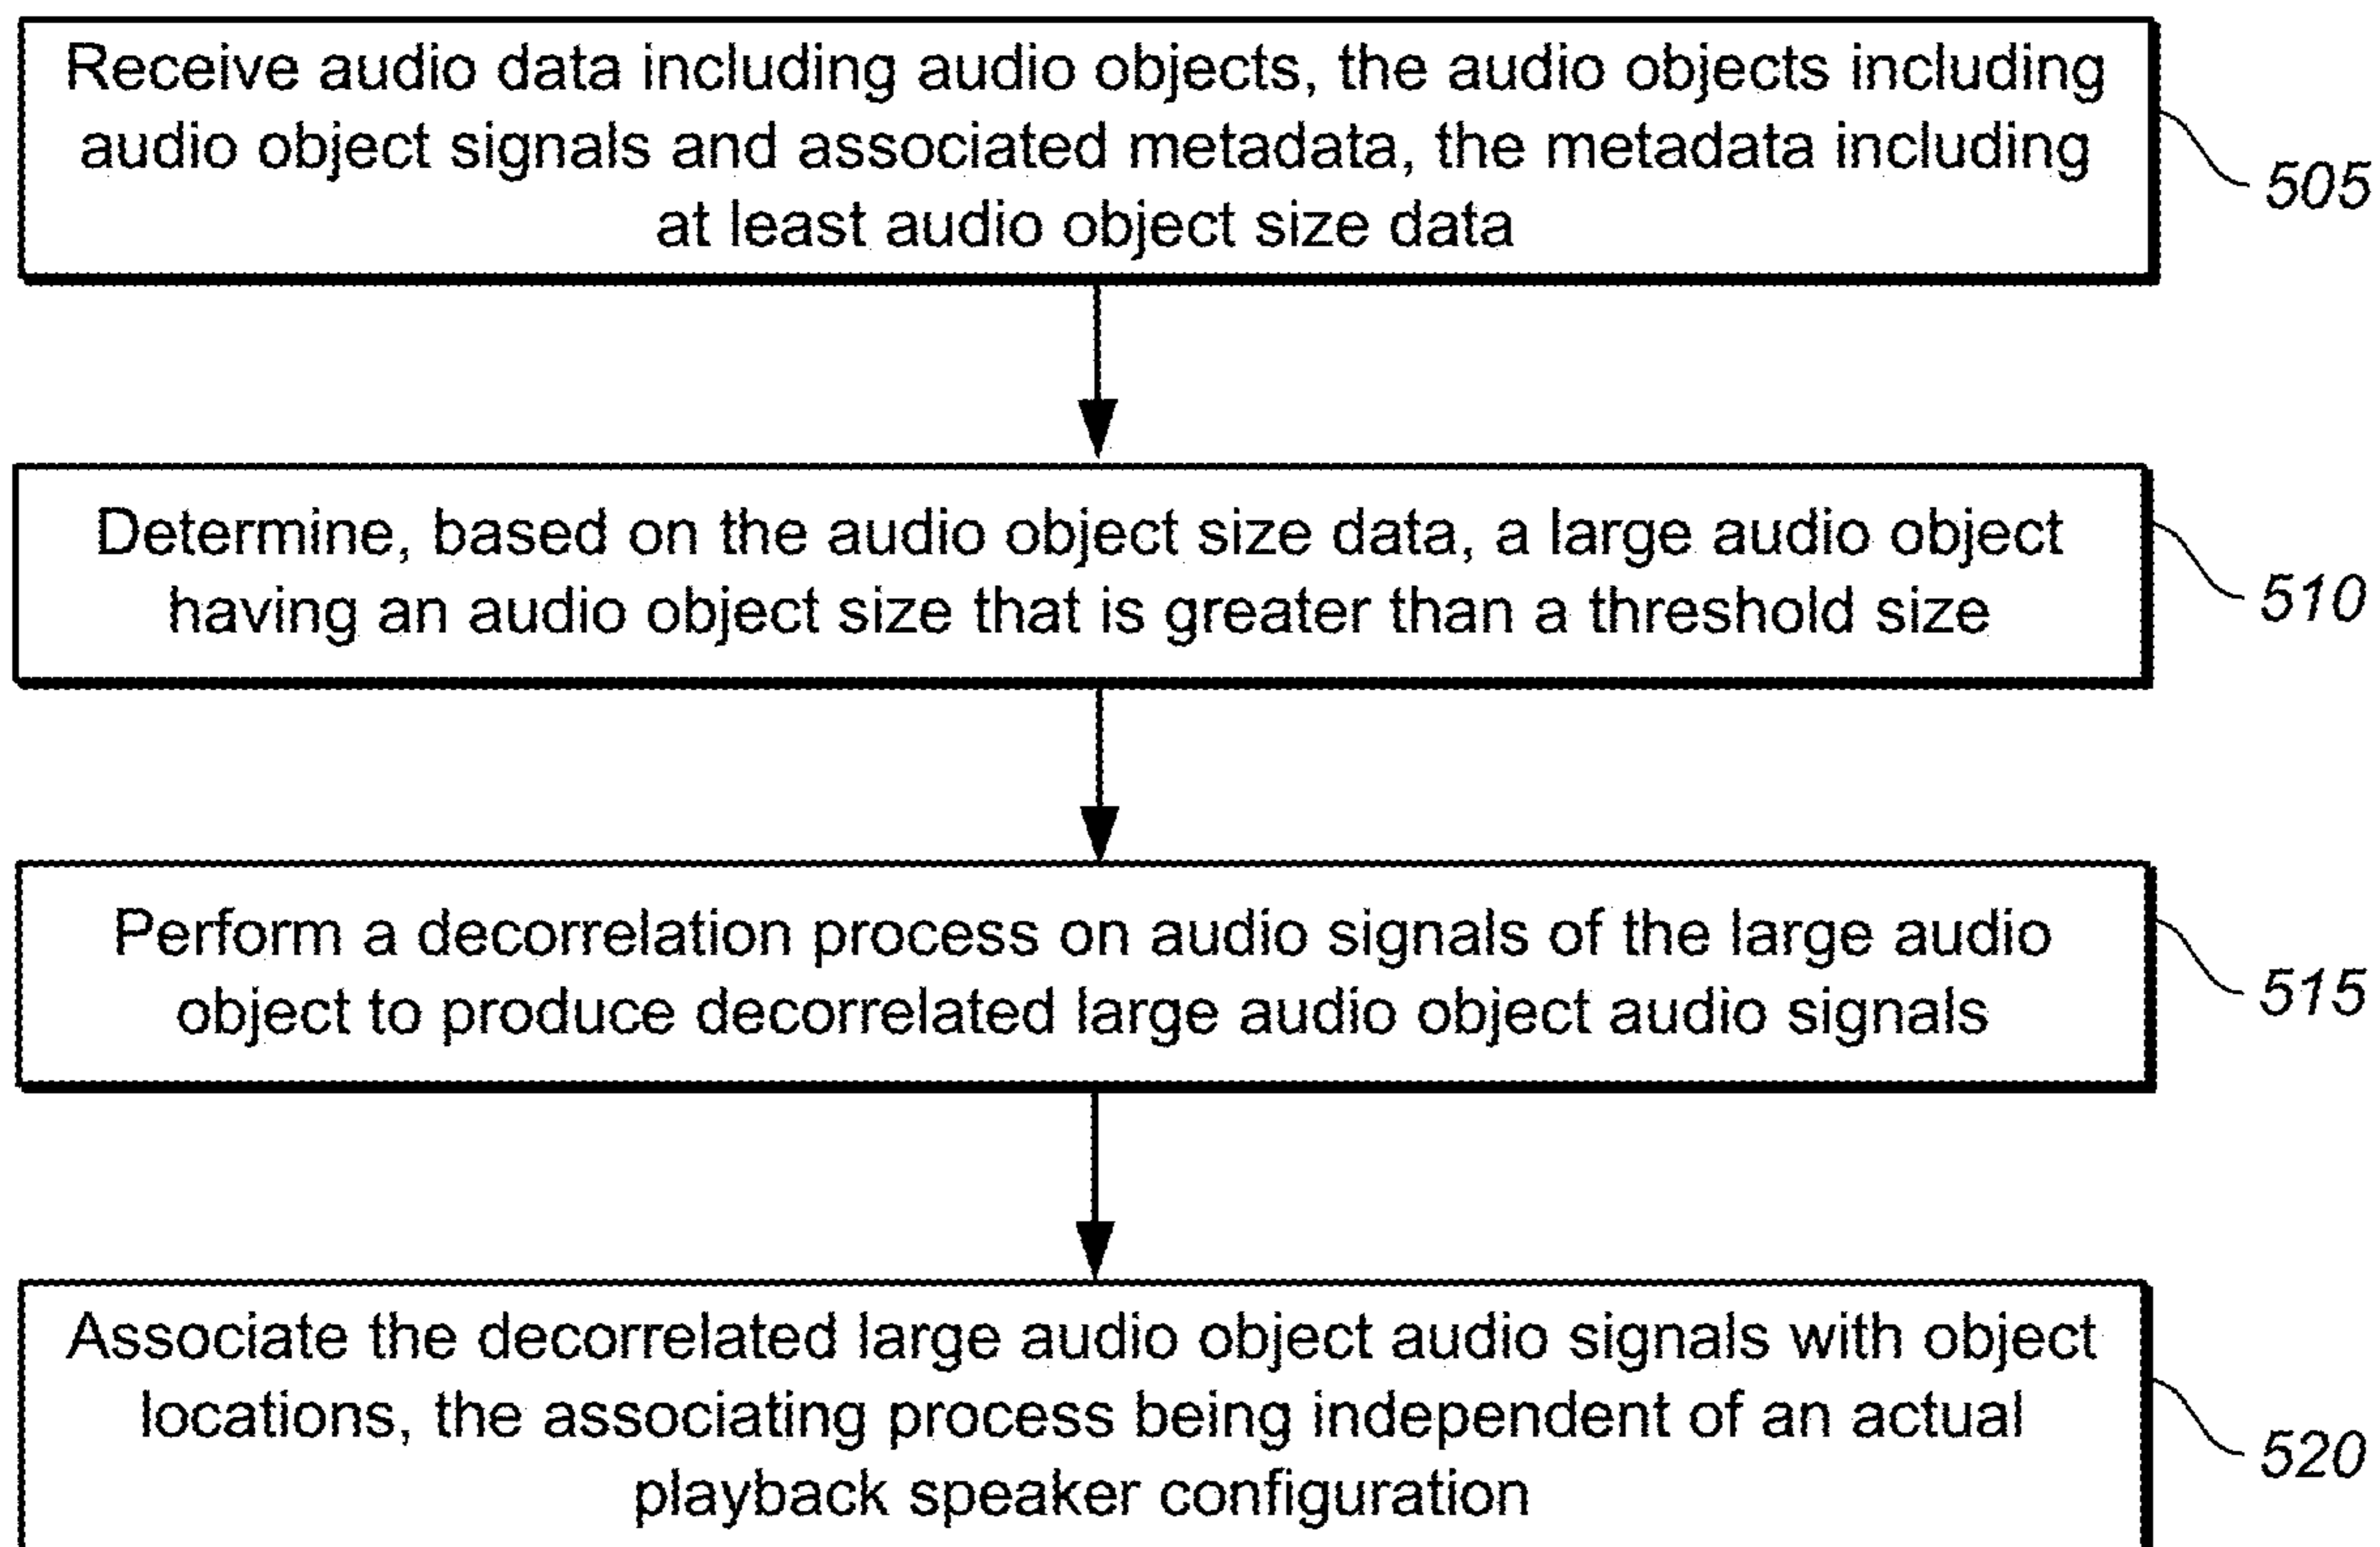 Receive audio data including audio objects, the audio objects including
audio object signals and associated metadata, the metadata including
at least audio object size data
505
Determine, based on the audio object size data, a large audio object
having an audio object size that is greater than a threshold size
510
Perform a decorrelation process on audio signals of the large audio
object to produce decorrelated large audio object audio signals
515
Associate the decorrelated large audio object audio signals with object
locations, the associating process being independent of an actual
playback speaker configuration
520